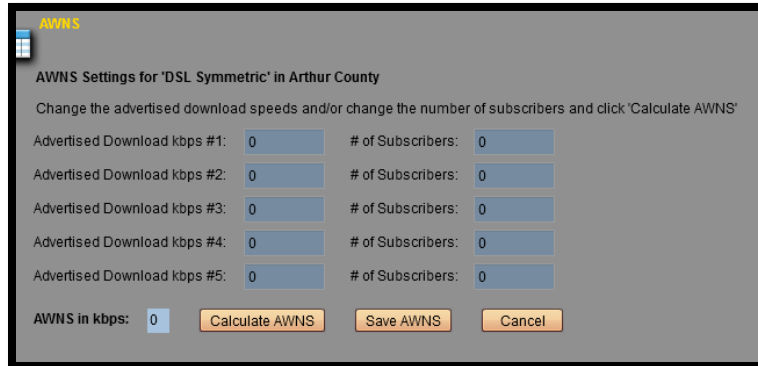 AWNS
AWNS Settings for 'DSL Symmetric' in Arthur County
Change the advertised download speeds and/or change the number of subscribers and click 'Calculate AWNS'
Advertised Download kbps #1: 0 # of Subscribers: 0
Advertised Download kbps #2: 0 # of Subscribers: 0
Advertised Download kbps #3: 0 # of Subscribers: 0
Advertised Download kbps #4: 0 # of Subscribers: 0
Advertised Download kbps #5: 0 # of Subscribers: 0
AWNS in kbps: 0 Calculate AWNS Save AWNS Cancel